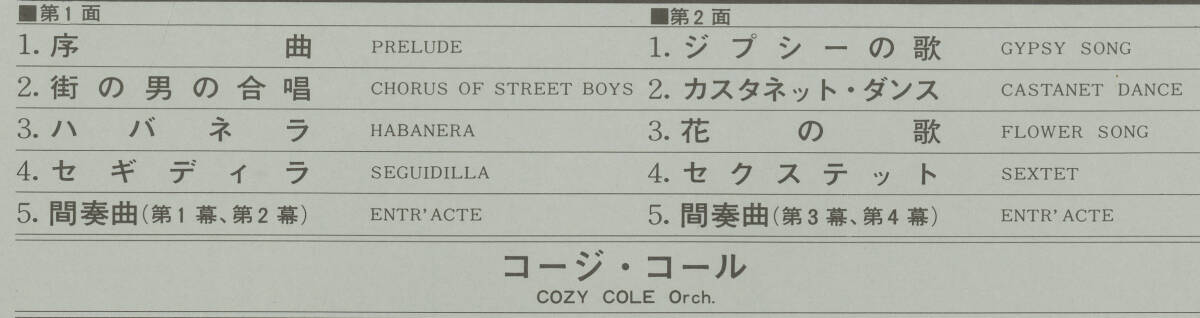 ■第1面
1. 序曲 PRELUDE
2. 街の男の合唱 CHORUS OF STREET BOYS
3. ハバネラ HABANERA
4. セギディラ SEGUIDILLA
5. 間奏曲(第1幕、第2幕) ENTR'ACTE
■第2面
1. ジプシーの歌 GYPSY SONG
2. カスタネット・ダンス CASTANET DANCE
3. 花の歌 FLOWER SONG
4. セクステット SEXTET
5. 間奏曲(第3幕、第4幕) ENTR'ACTE
コージ・コール
COZY COLE Orch.